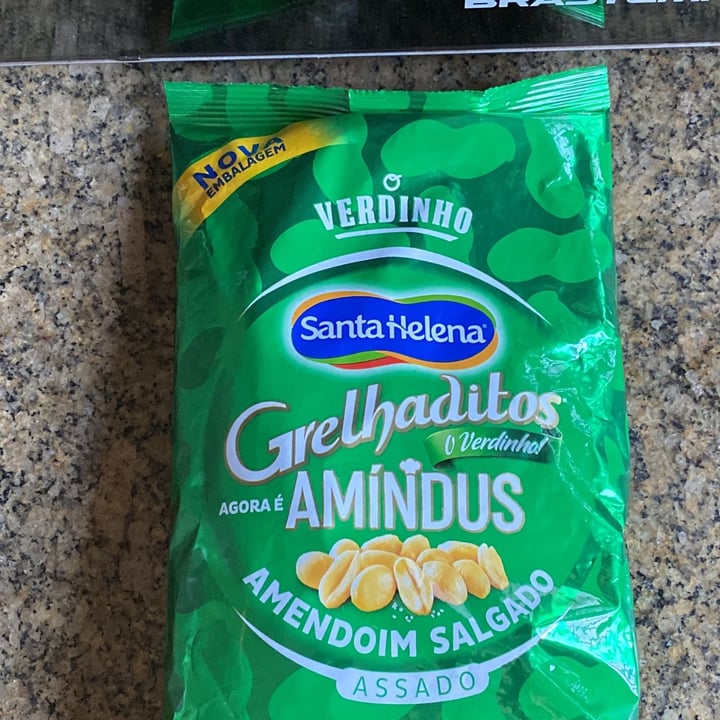 NOVA
EMBALAGEM
O
VERDINHO
Santa Helena
Grelhaditos
O Verdinho!
AGORA É AMÍNDUS
AMENDOIM SALGADO
ASSADO